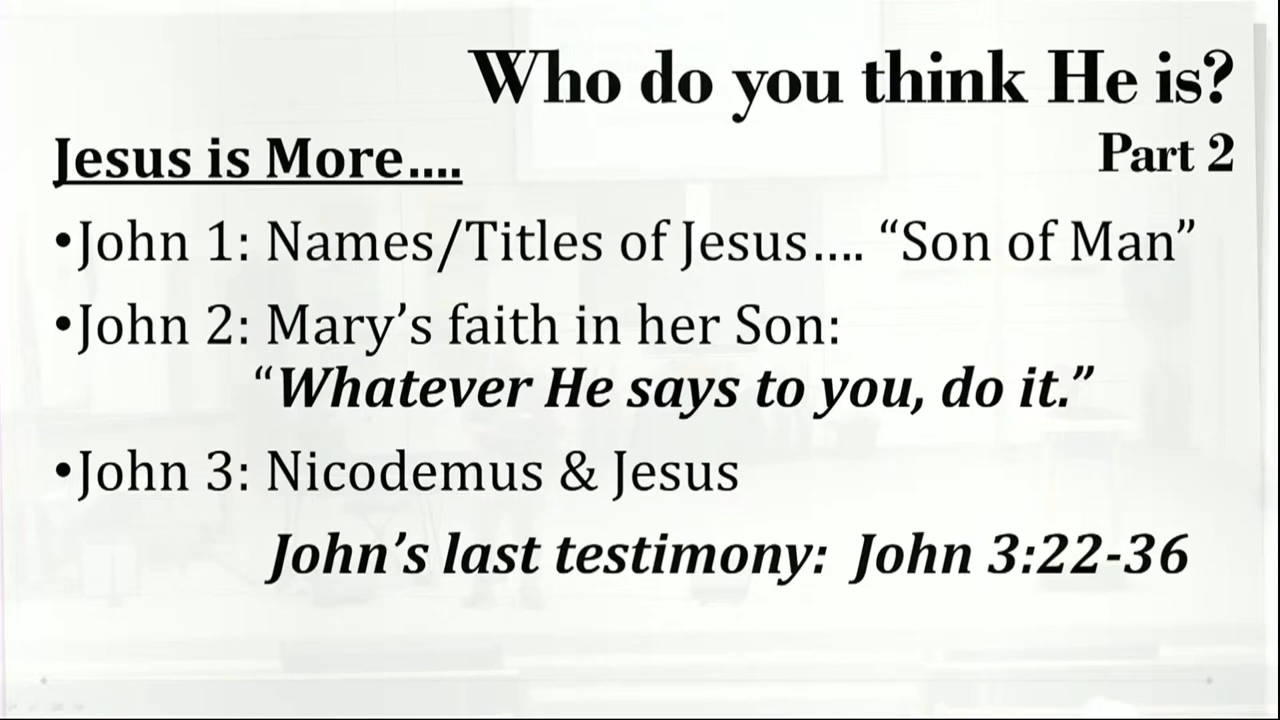 Who do you think He is?
Part 2
Jesus is More....
•John 1: Names/Titles of Jesus.... “Son of Man”
•John 2: Mary’s faith in her Son:
“Whatever He says to you, do it.”
•John 3: Nicodemus & Jesus
John’s last testimony: John 3:22-36